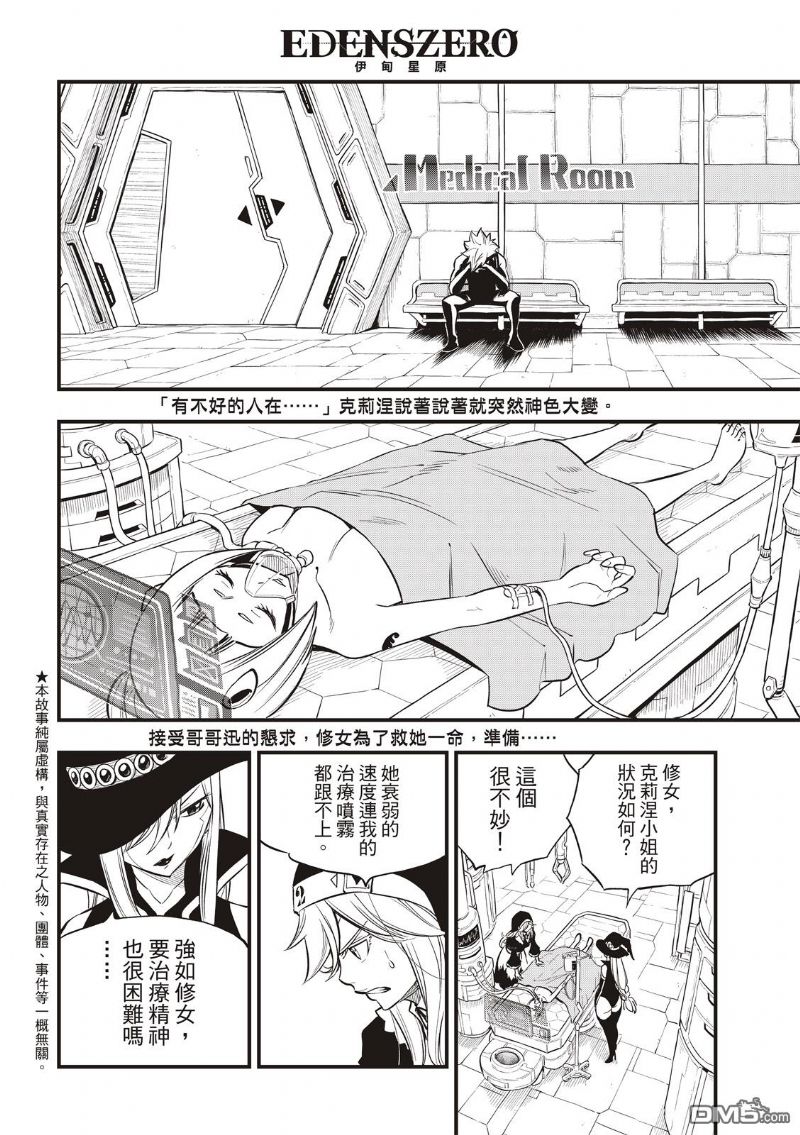 EDENSZERO
伊甸星原
Medical Room
「有不好的人在……」克莉涅說著說著就突然神色大變。
接受哥哥迅的懇求，修女為了救她一命，準備……
修女，
克莉涅小姐的
狀況如何？
這個
很不妙！
她衰弱的
速度連我的
治療噴霧
都跟不上。
2
強如修女，
要治療精神
也很困難嗎
……
★本故事純屬虛構，與真實存在之人物、團體、事件等一概無關。
DM5.com